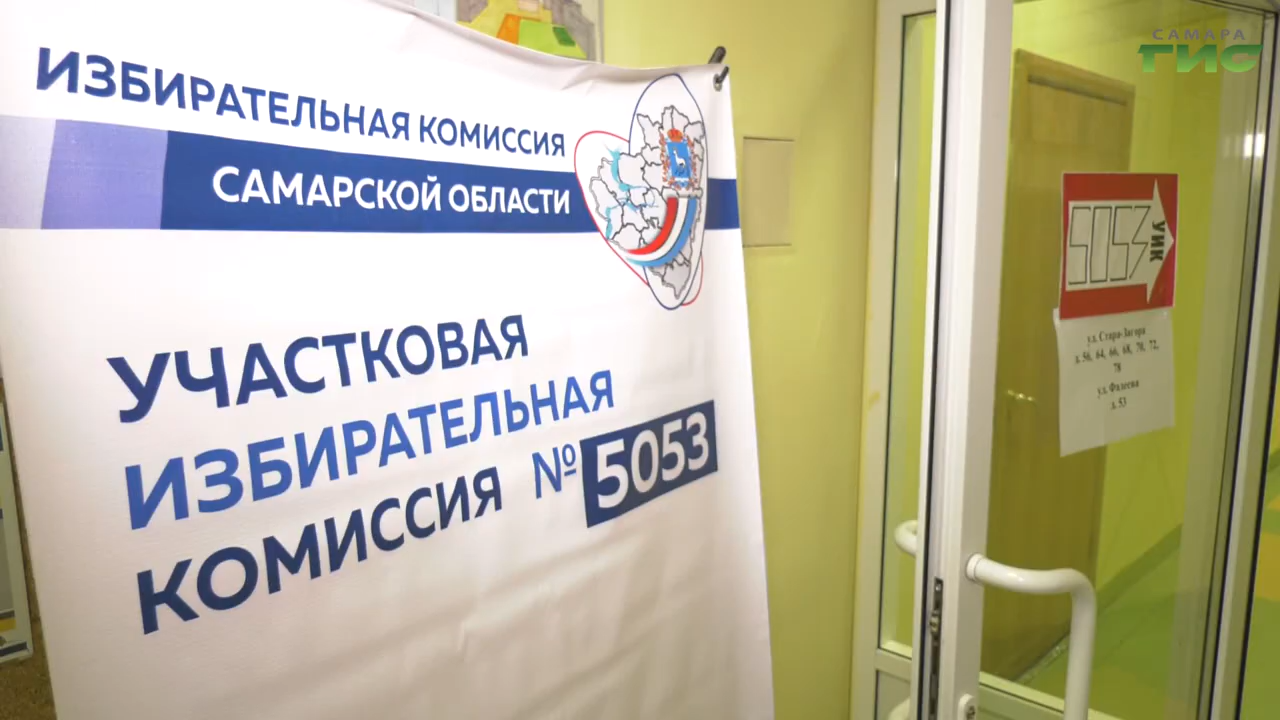 ИЗБИРАТЕЛЬНАЯ КОМИССИЯ
САМАРСКОЙ ОБЛАСТИ
УЧАСТКОВАЯ
ИЗБИРАТЕЛЬНАЯ
КОМИССИЯ №5053
САМАРА
ГИС
5053
УИК
ул. Стара-Загора
д. 56, 64, 66, 68, 70, 72,
78
ул. Фадеева
д. 53